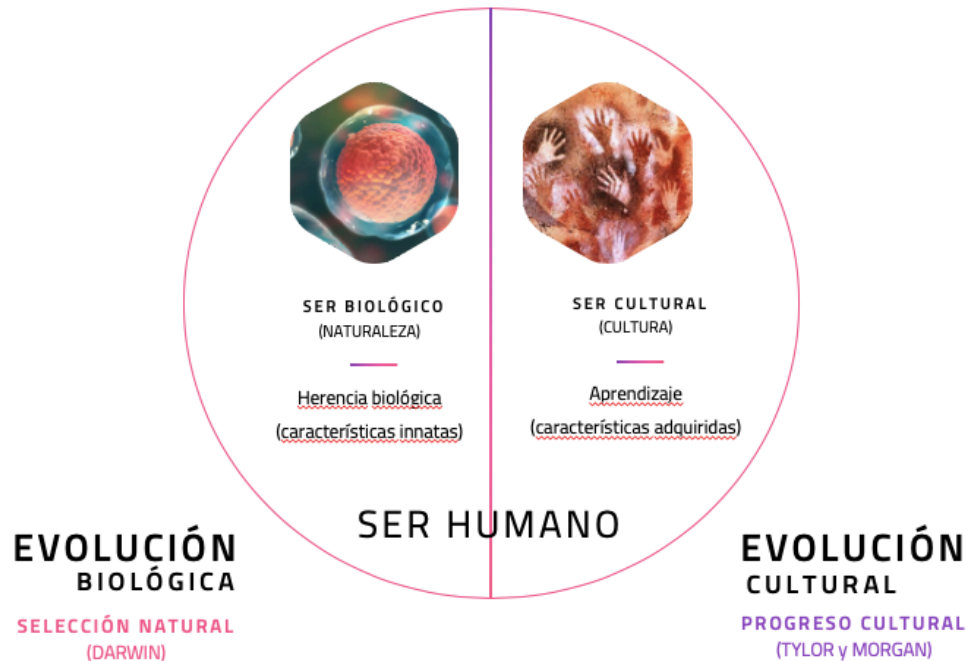 SER BIOLÓGICO
(NATURALEZA)
Herencia biológica
(características innatas)
SER CULTURAL
(CULTURA)
Aprendizaje
(características adquiridas)
SER HUMANO
EVOLUCIÓN
BIOLÓGICA
SELECCIÓN NATURAL
(DARWIN)
EVOLUCIÓN
CULTURAL
PROGRESO CULTURAL
(TYLOR y MORGAN)